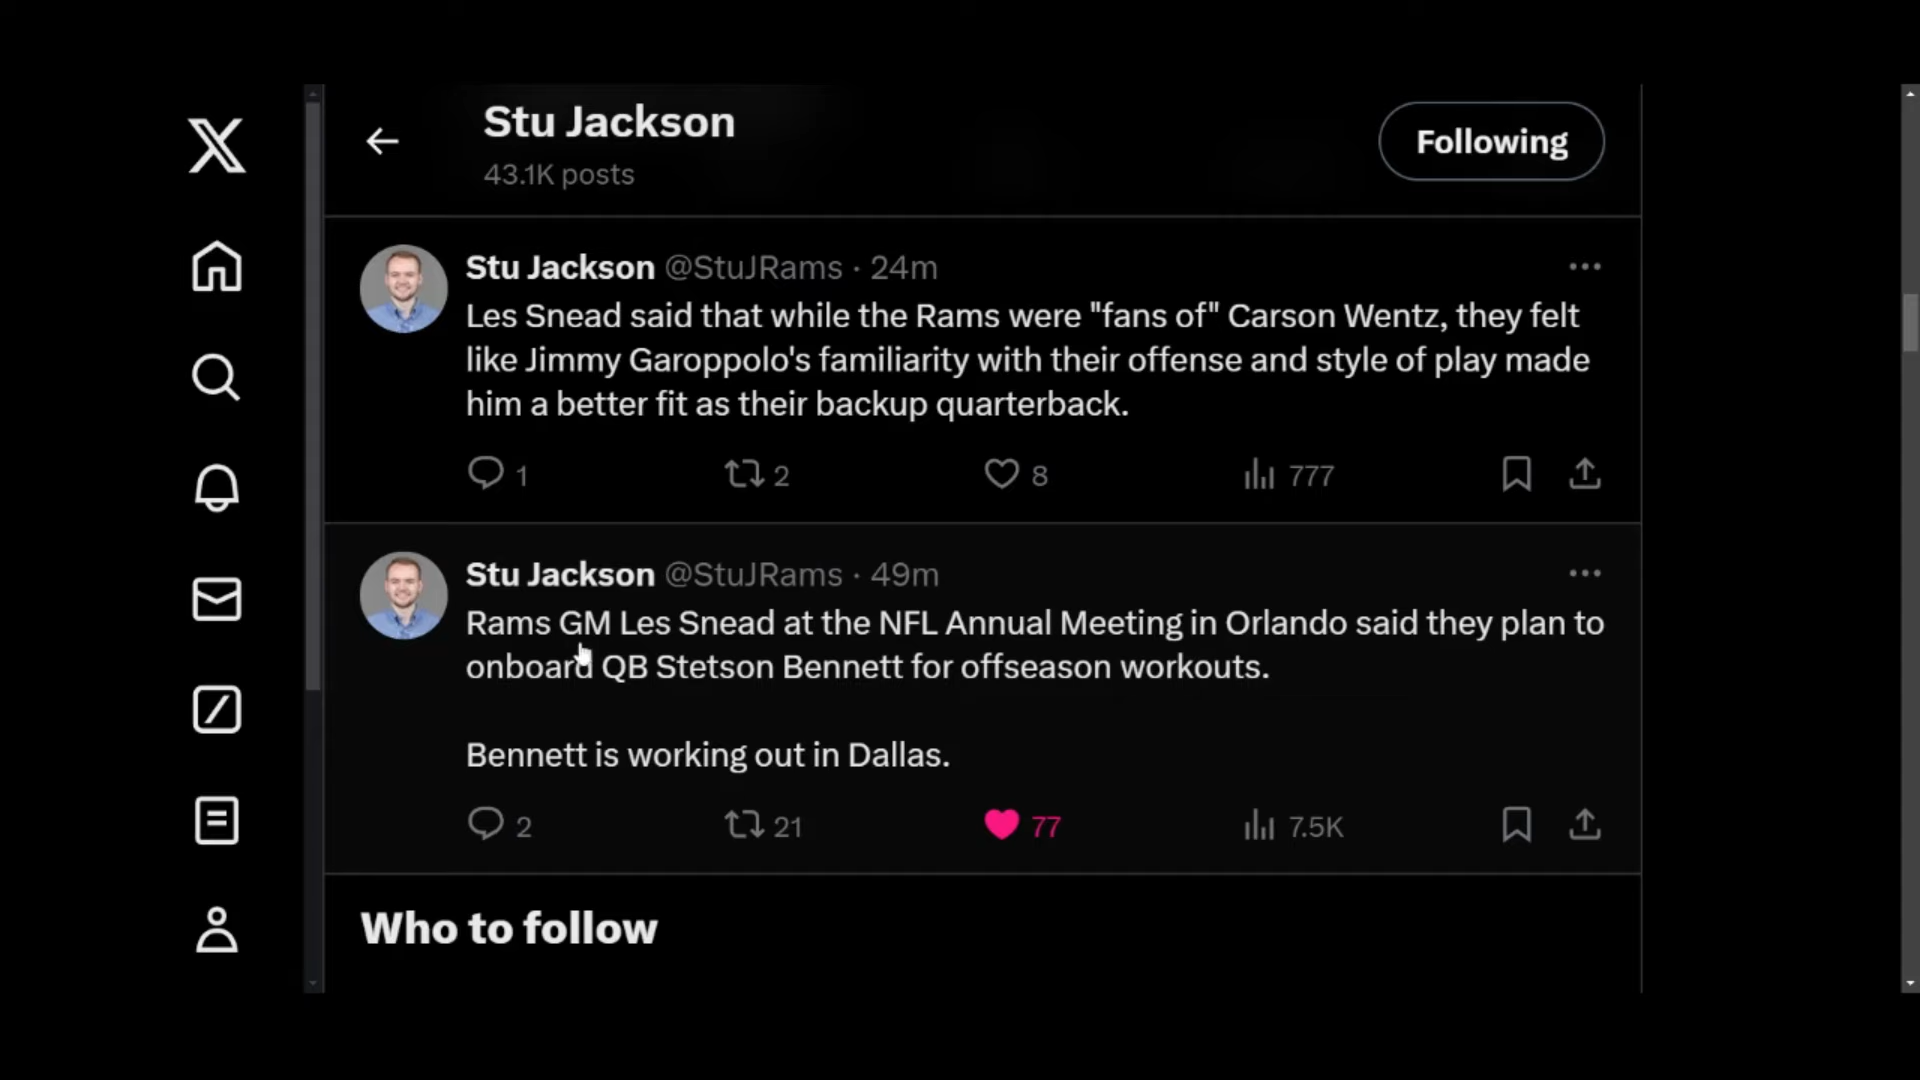 Stu Jackson
43.1K posts
Following
Stu Jackson @StuJRams · 24m
Les Snead said that while the Rams were "fans of" Carson Wentz, they felt
like Jimmy Garoppolo's familiarity with their offense and style of play made
him a better fit as their backup quarterback.
1 2 8 777
Stu Jackson @StuJRams · 49m
Rams GM Les Snead at the NFL Annual Meeting in Orlando said they plan to
onboard QB Stetson Bennett for offseason workouts.
Bennett is working out in Dallas.
2 21 77 7.5K
Who to follow